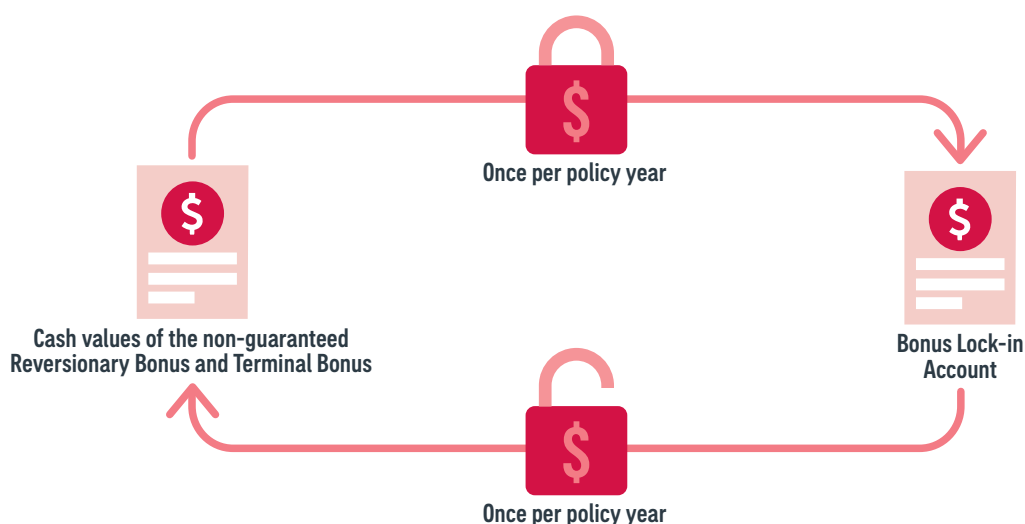 $
Once per policy year
$
Cash values of the non-guaranteed
Reversionary Bonus and Terminal Bonus
$
Bonus Lock-in
Account
$
Once per policy year